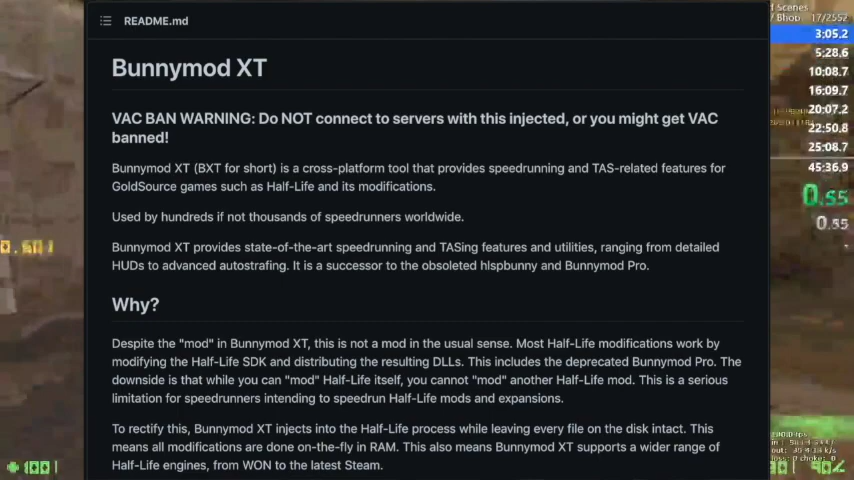 README.md
Bunnymod XT
VAC BAN WARNING: Do NOT connect to servers with this injected, or you might get VAC
banned!
Bunnymod XT (BXT for short) is a cross-platform tool that provides speedrunning and TAS-related features for
GoldSource games such as Half-Life and its modifications.
Used by hundreds if not thousands of speedrunners worldwide.
Bunnymod XT provides state-of-the-art speedrunning and TASing features and utilities, ranging from detailed
HUDs to advanced autostrafing. It is a successor to the obsoleted hlspbunny and Bunnymod Pro.
Why?
Despite the "mod" in Bunnymod XT, this is not a mod in the usual sense. Most Half-Life modifications work by
modifying the Half-Life SDK and distributing the resulting DLLs. This includes the deprecated Bunnymod Pro. The
downside is that while you can "mod" Half-Life itself, you cannot "mod" another Half-Life mod. This is a serious
limitation for speedrunners intending to speedrun Half-Life mods and expansions.
To rectify this, Bunnymod XT injects into the Half-Life process while leaving every file on the disk intact. This
means all modifications are done on-the-fly in RAM. This also means Bunnymod XT supports a wider range of
Half-Life engines, from WON to the latest Steam.
d Scenes
/ Bhop 17/2552
3:05.2
5:28.6
10:08.7
16:09.7
20:07.2
22:50.8
25:08.7
45:36.9
0.55
0.55